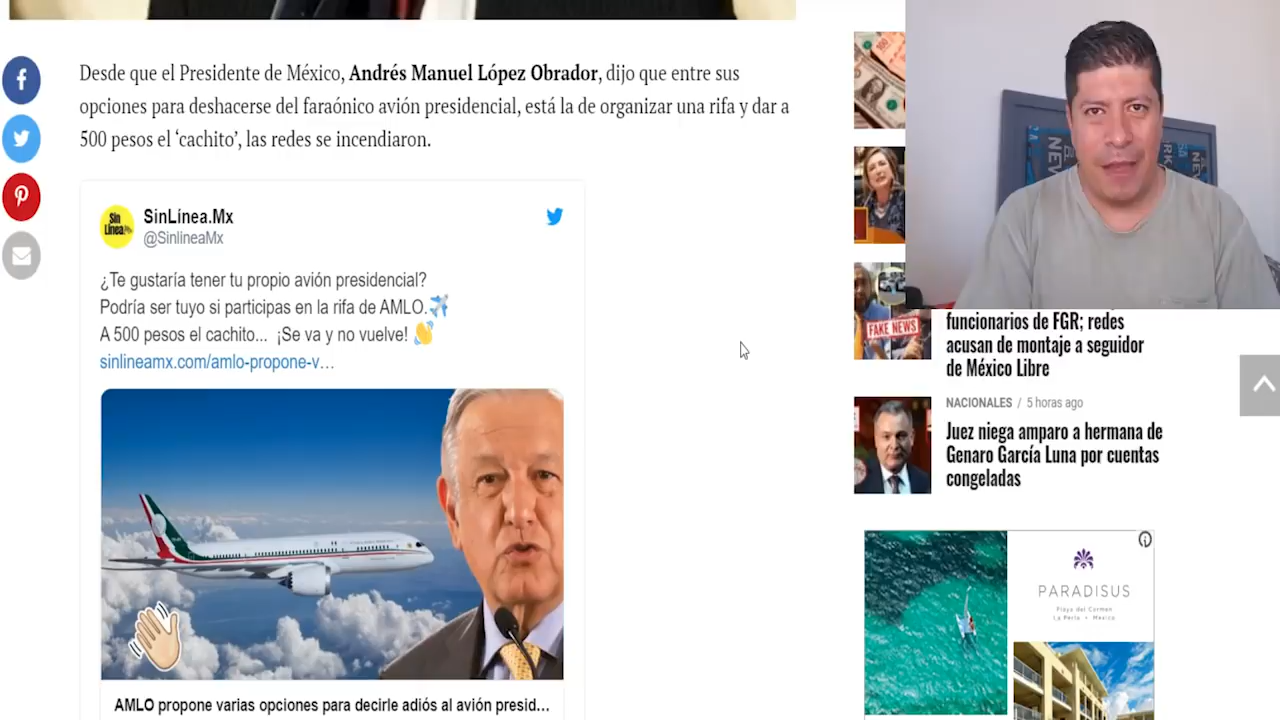 Desde que el Presidente de México, Andrés Manuel López Obrador, dijo que entre sus
opciones para deshacerse del faraónico avión presidencial, está la de organizar una rifa y dar a
500 pesos el ‘cachito’, las redes se incendiaron.
Sin
Línea.Mx
SinLínea.Mx
@SinlineaMx
¿Te gustaría tener tu propio avión presidencial?
Podría ser tuyo si participas en la rifa de AMLO.
A 500 pesos el cachito... ¡Se va y no vuelve!
sinlineamx.com/amlo-propone-v…
AMLO propone varias opciones para decirle adiós al avión presid...
FAKE NEWS
funcionarios de FGR; redes
acusan de montaje a seguidor
de México Libre
NACIONALES / 5 horas ago
Juez niega amparo a hermana de
Genaro García Luna por cuentas
congeladas
PARADISUS
Playa del Carmen
La Perla • Mexico